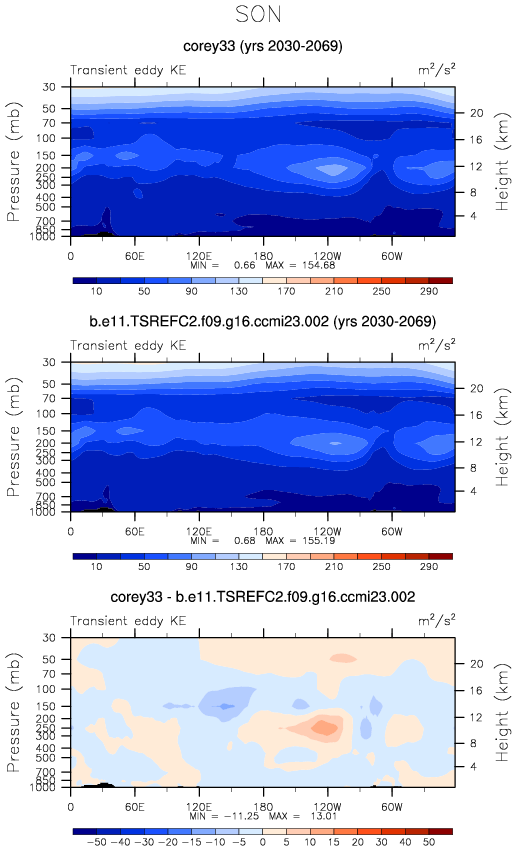 SON
corey33 (yrs 2030-2069)
Transient eddy KE m²/s²
Pressure (mb)
Height (km)
30
50
70
100
150
200
250
300
400
500
700
850
1000
20
16
12
8
4
0 60E 120E 180 120W 60W
MIN = 0.66 MAX = 154.68
10 50 90 130 170 210 250 290
b.e11.TSREFC2.f09.g16.ccmi23.002 (yrs 2030-2069)
Transient eddy KE m²/s²
Pressure (mb)
Height (km)
30
50
70
100
150
200
250
300
400
500
700
850
1000
20
16
12
8
4
0 60E 120E 180 120W 60W
MIN = 0.68 MAX = 155.19
10 50 90 130 170 210 250 290
corey33 - b.e11.TSREFC2.f09.g16.ccmi23.002
Transient eddy KE m²/s²
Pressure (mb)
Height (km)
30
50
70
100
150
200
250
300
400
500
700
850
1000
20
16
12
8
4
0 60E 120E 180 120W 60W
MIN = −11.25 MAX = 13.01
−50 −40 −30 −20 −15 −10 −5 0 5 10 15 20 30 40 50